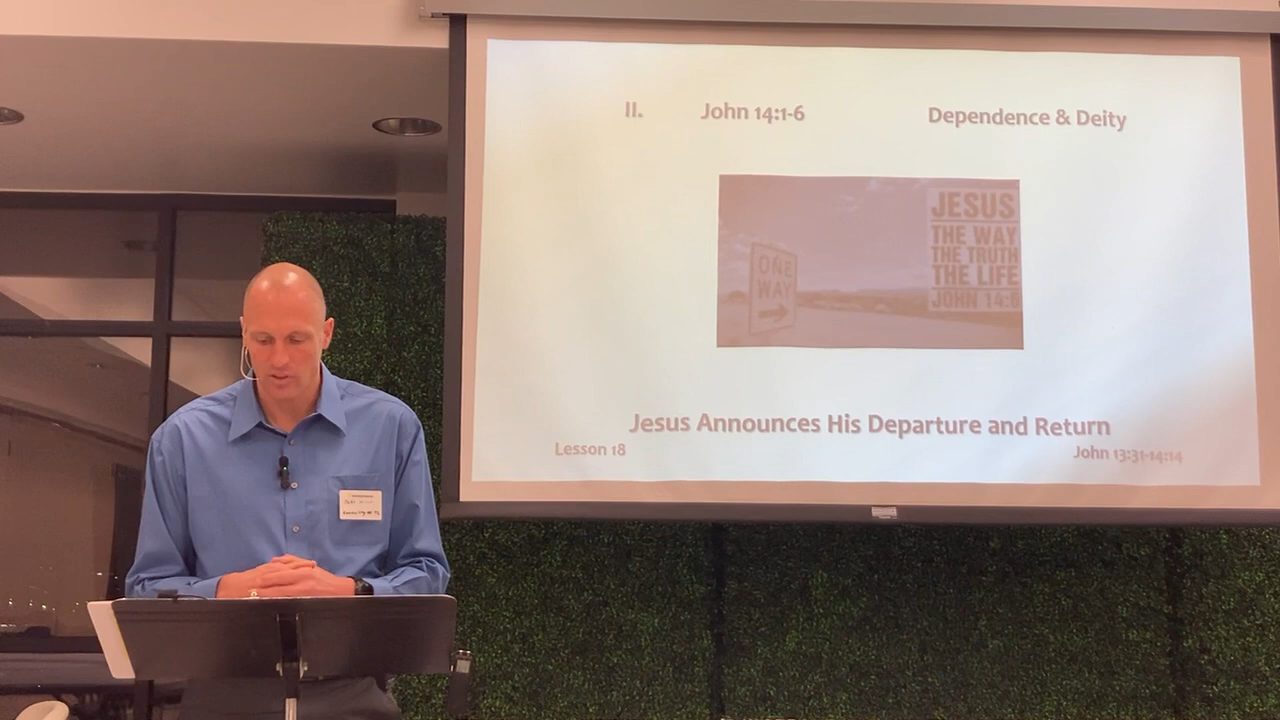 II. John 14:1-6 Dependence & Deity
JESUS
THE WAY
THE TRUTH
THE LIFE
JOHN 14:6
ONE
WAY
Jesus Announces His Departure and Return
Lesson 18 John 13:31-14:14